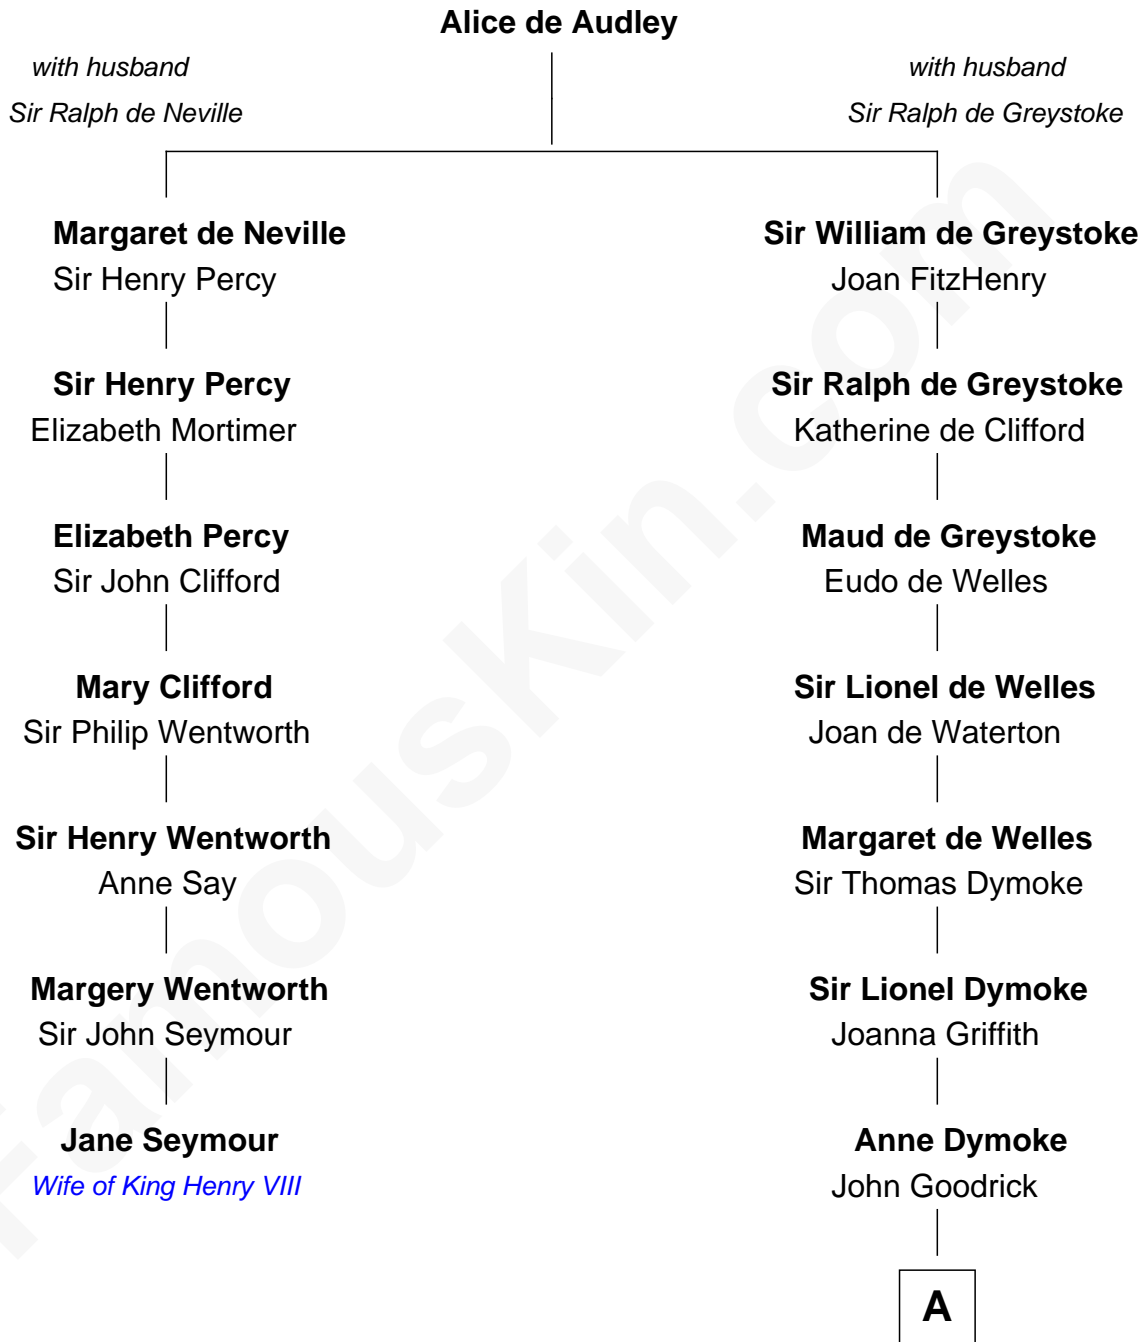 Alice de Audley
with husband
Sir Ralph de Neville
with husband
Sir Ralph de Greystoke
Margaret de Neville
Sir Henry Percy
Sir William de Greystoke
Joan FitzHenry
Sir Henry Percy
Elizabeth Mortimer
Sir Ralph de Greystoke
Katherine de Clifford
Elizabeth Percy
Sir John Clifford
Maud de Greystoke
Eudo de Welles
Mary Clifford
Sir Philip Wentworth
Sir Lionel de Welles
Joan de Waterton
Sir Henry Wentworth
Anne Say
Margaret de Welles
Sir Thomas Dymoke
Margery Wentworth
Sir John Seymour
Sir Lionel Dymoke
Joanna Griffith
Jane Seymour
Wife of King Henry VIII
Anne Dymoke
John Goodrick
A
FamousKin.com